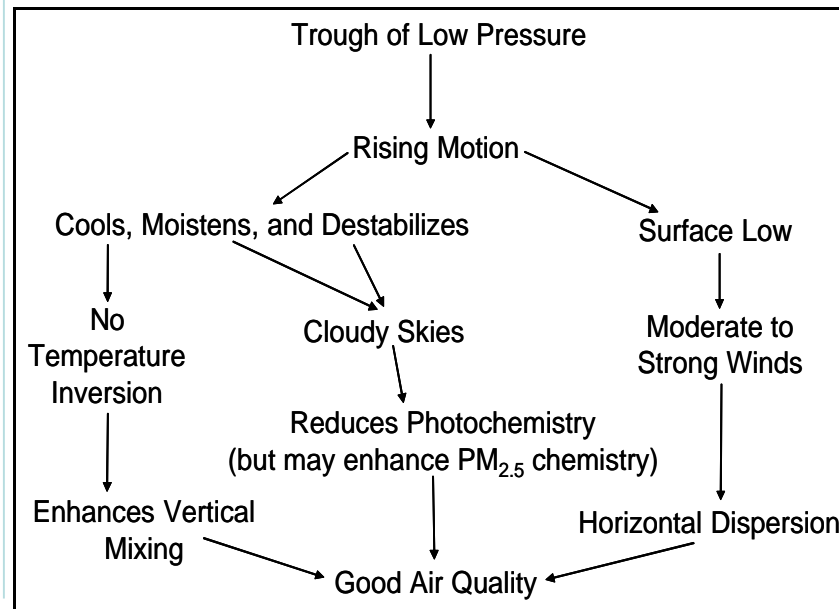 Trough of Low Pressure
Rising Motion
Cools, Moistens, and Destabilizes
Surface Low
No
Temperature
Inversion
Cloudy Skies
Moderate to
Strong Winds
Reduces Photochemistry
(but may enhance PM2.5 chemistry)
Enhances Vertical
Mixing
Horizontal Dispersion
Good Air Quality